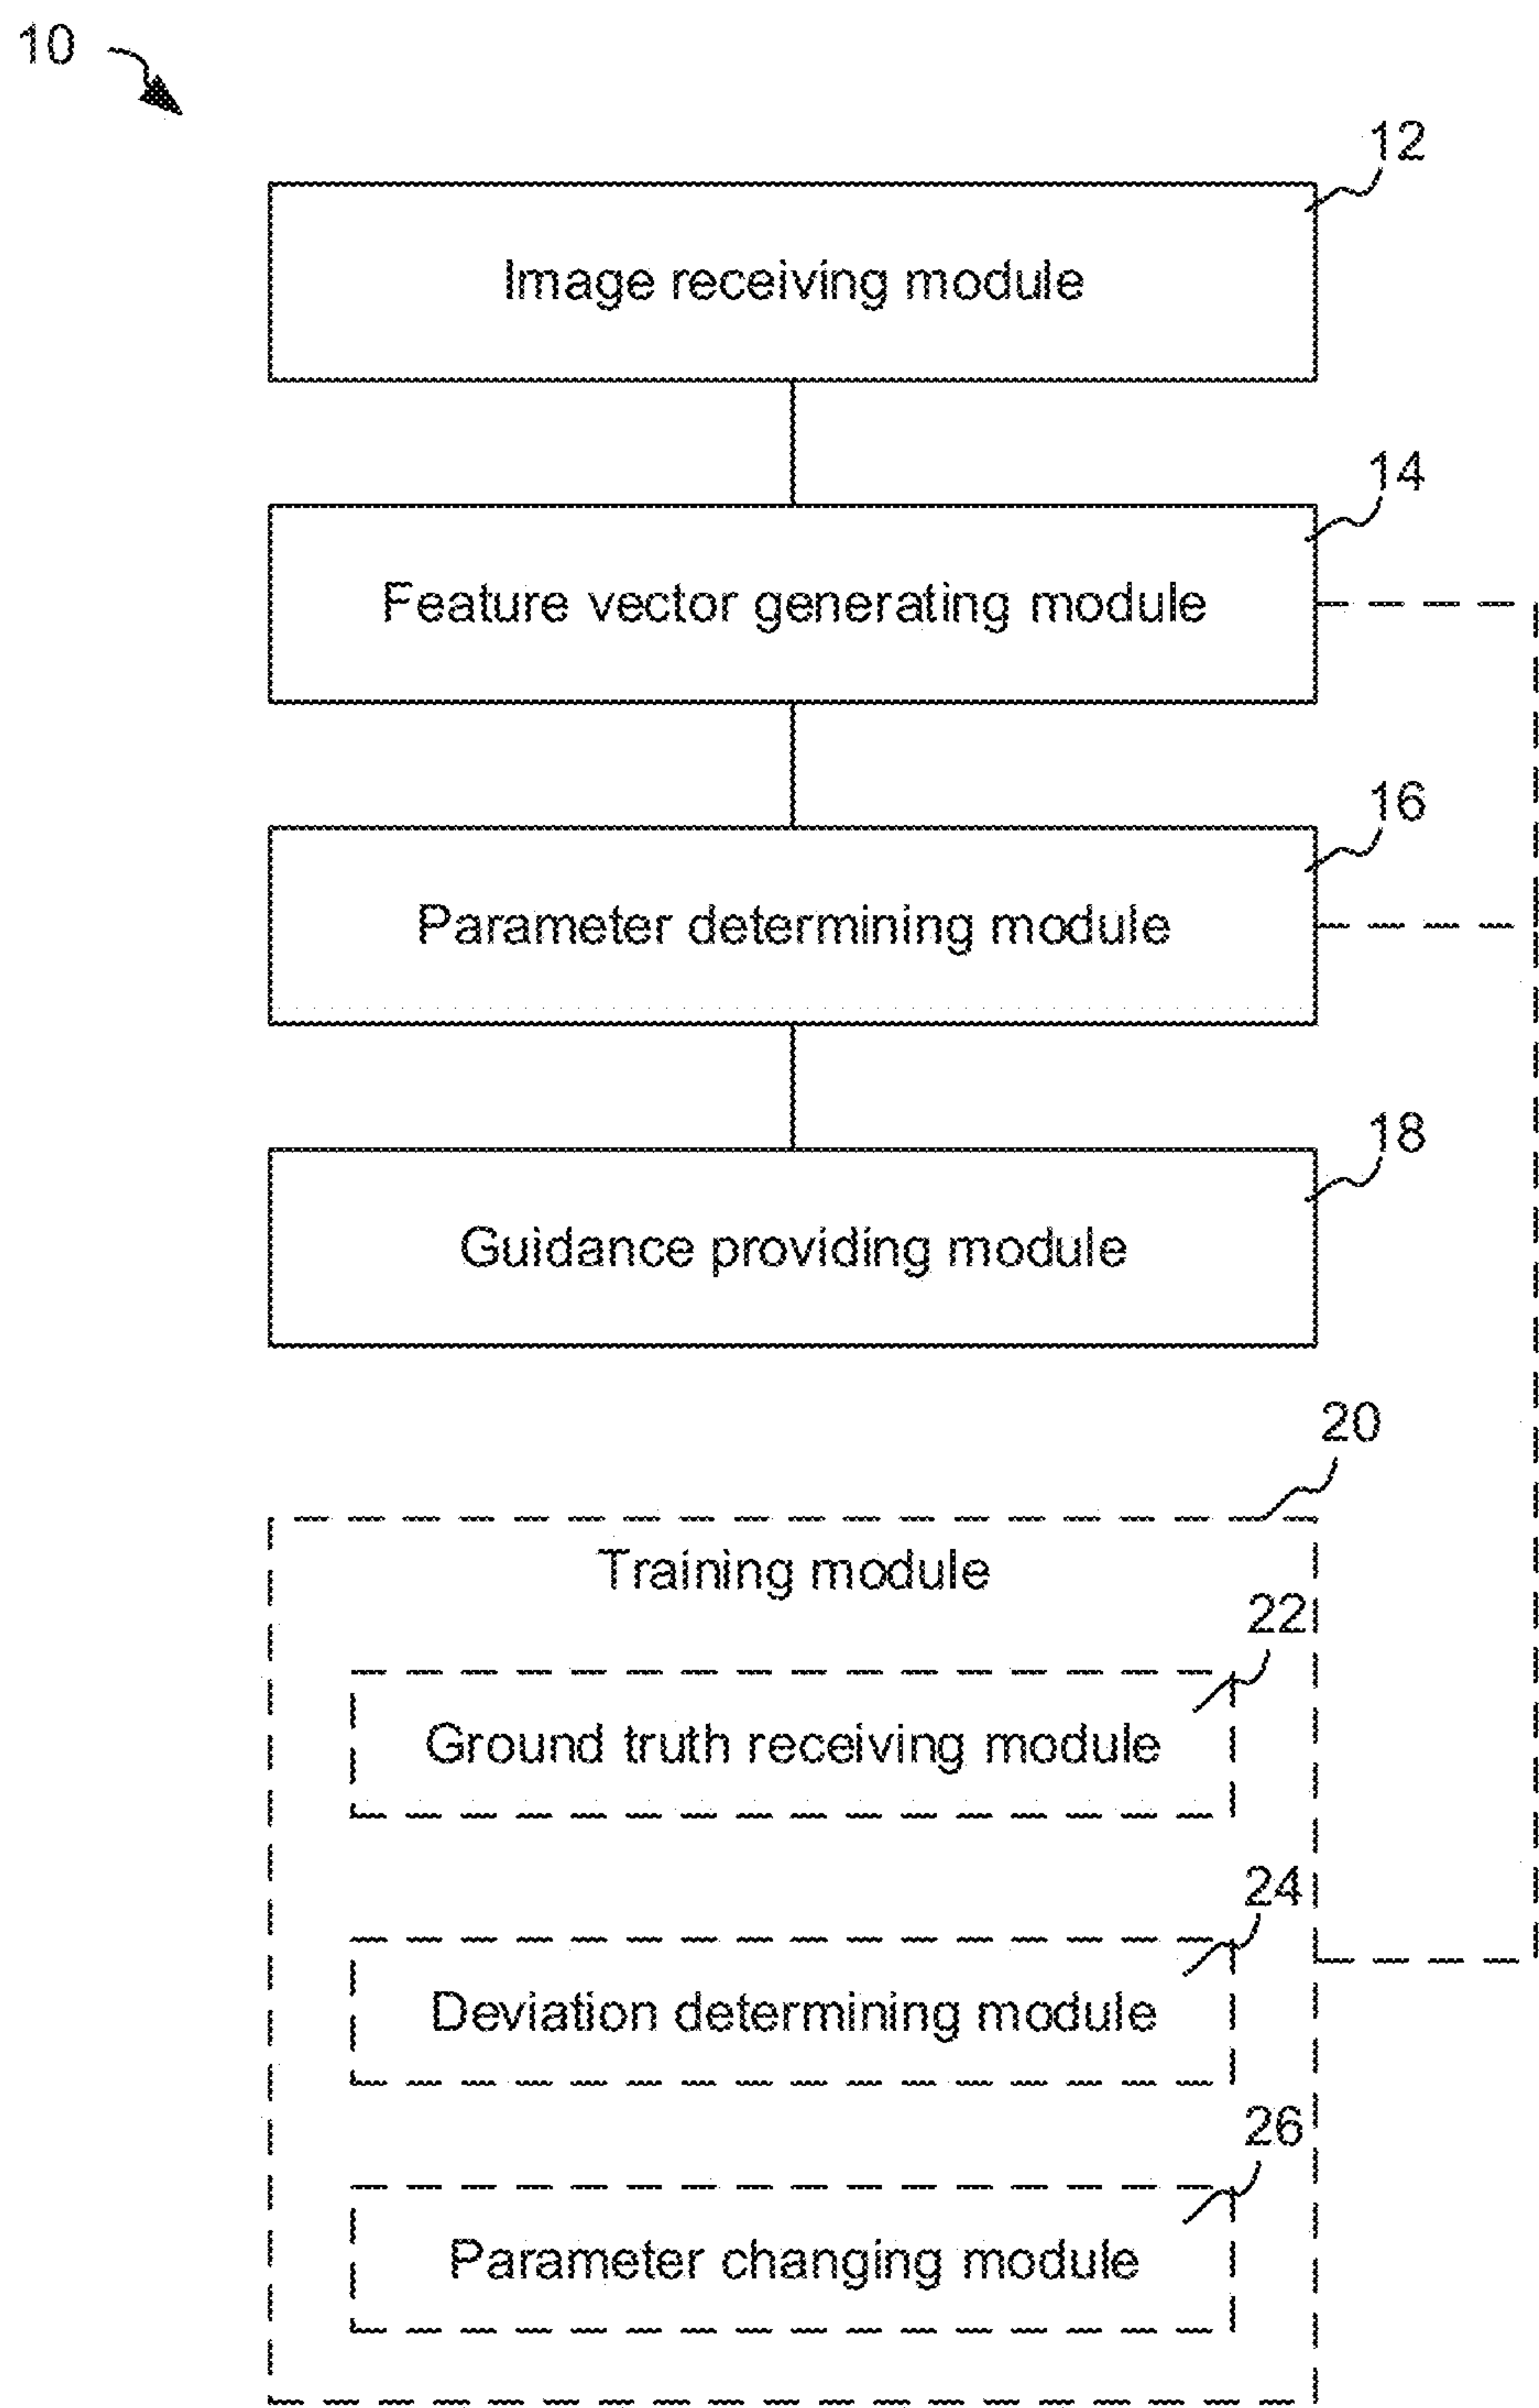 10
12
Image receiving module
14
Feature vector generating module
16
Parameter determining module
18
Guidance providing module
20
Training module
22
Ground truth receiving module
24
Deviation determining module
26
Parameter changing module